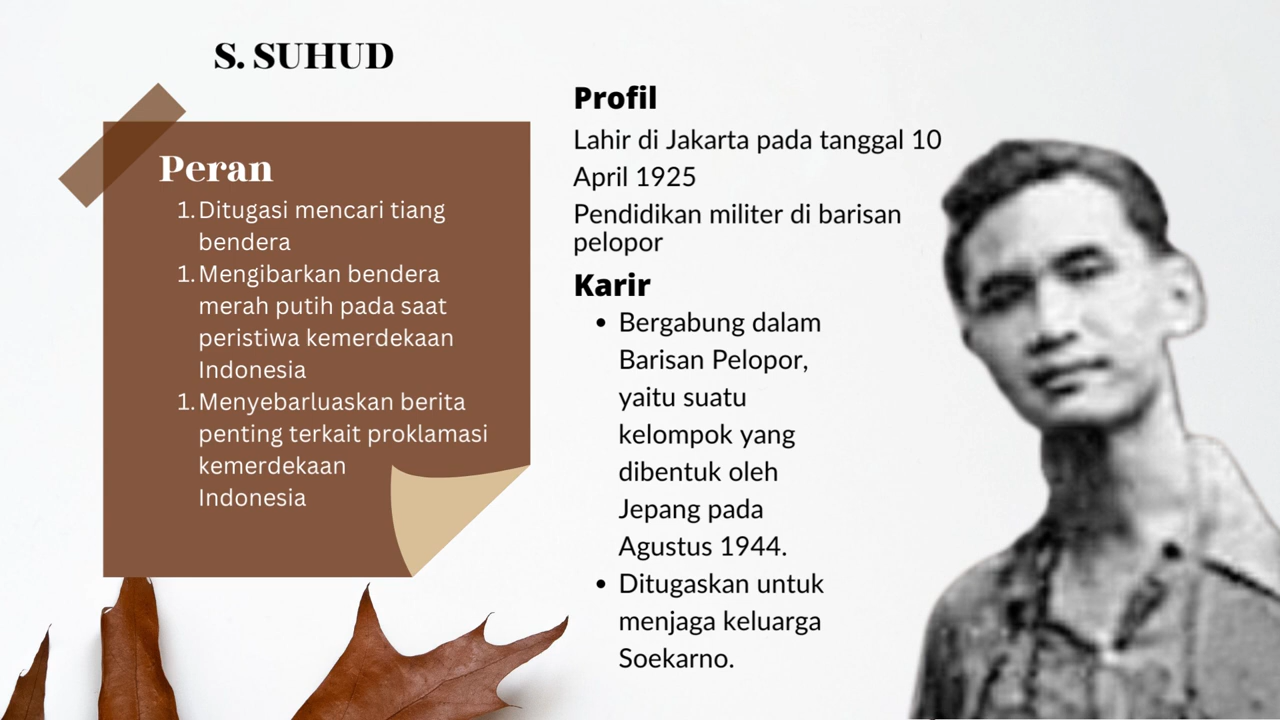 S. SUHUD
Peran
1. Ditugasi mencari tiang
bendera
1. Mengibarkan bendera
merah putih pada saat
peristiwa kemerdekaan
Indonesia
1. Menyebarluaskan berita
penting terkait proklamasi
kemerdekaan
Indonesia
Profil
Lahir di Jakarta pada tanggal 10
April 1925
Pendidikan militer di barisan
pelopor
Karir
• Bergabung dalam
Barisan Pelopor,
yaitu suatu
kelompok yang
dibentuk oleh
Jepang pada
Agustus 1944.
• Ditugaskan untuk
menjaga keluarga
Soekarno.